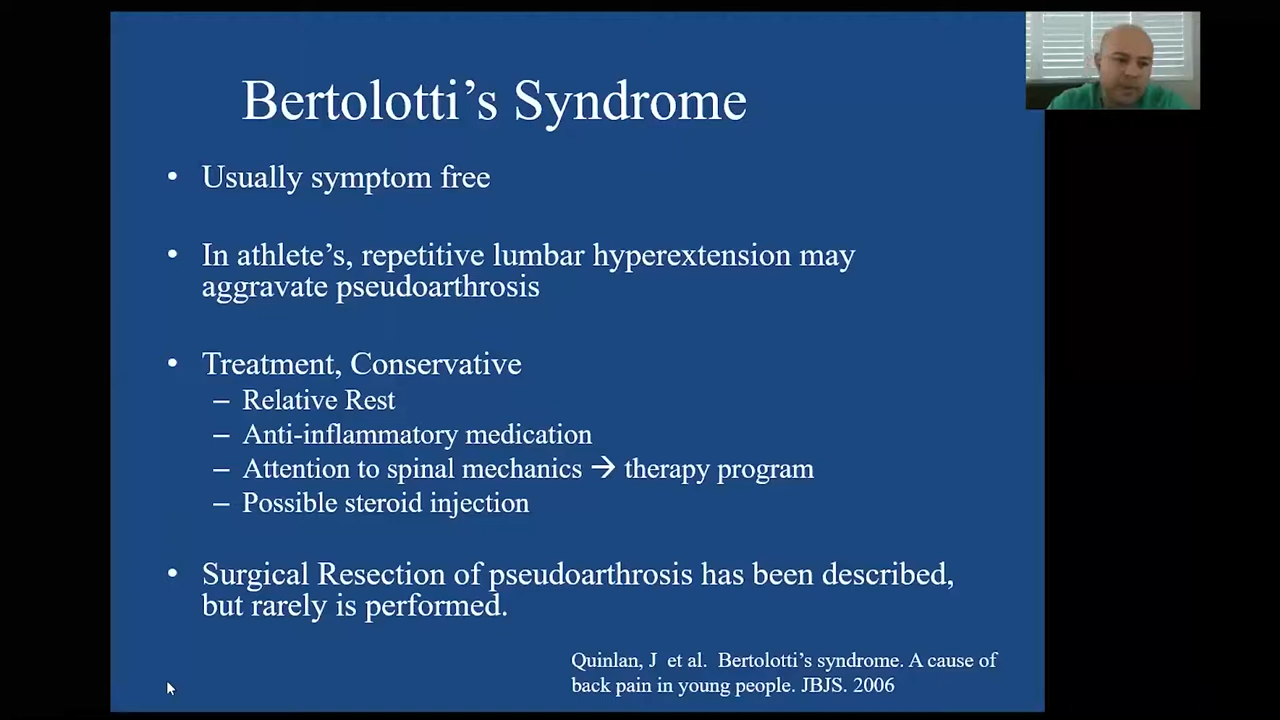 Bertolotti’s Syndrome
• Usually symptom free
• In athlete’s, repetitive lumbar hyperextension may
aggravate pseudoarthrosis
• Treatment, Conservative
– Relative Rest
– Anti-inflammatory medication
– Attention to spinal mechanics → therapy program
– Possible steroid injection
• Surgical Resection of pseudoarthrosis has been described,
but rarely is performed.
Quinlan, J et al. Bertolotti’s syndrome. A cause of
back pain in young people. JBJS. 2006